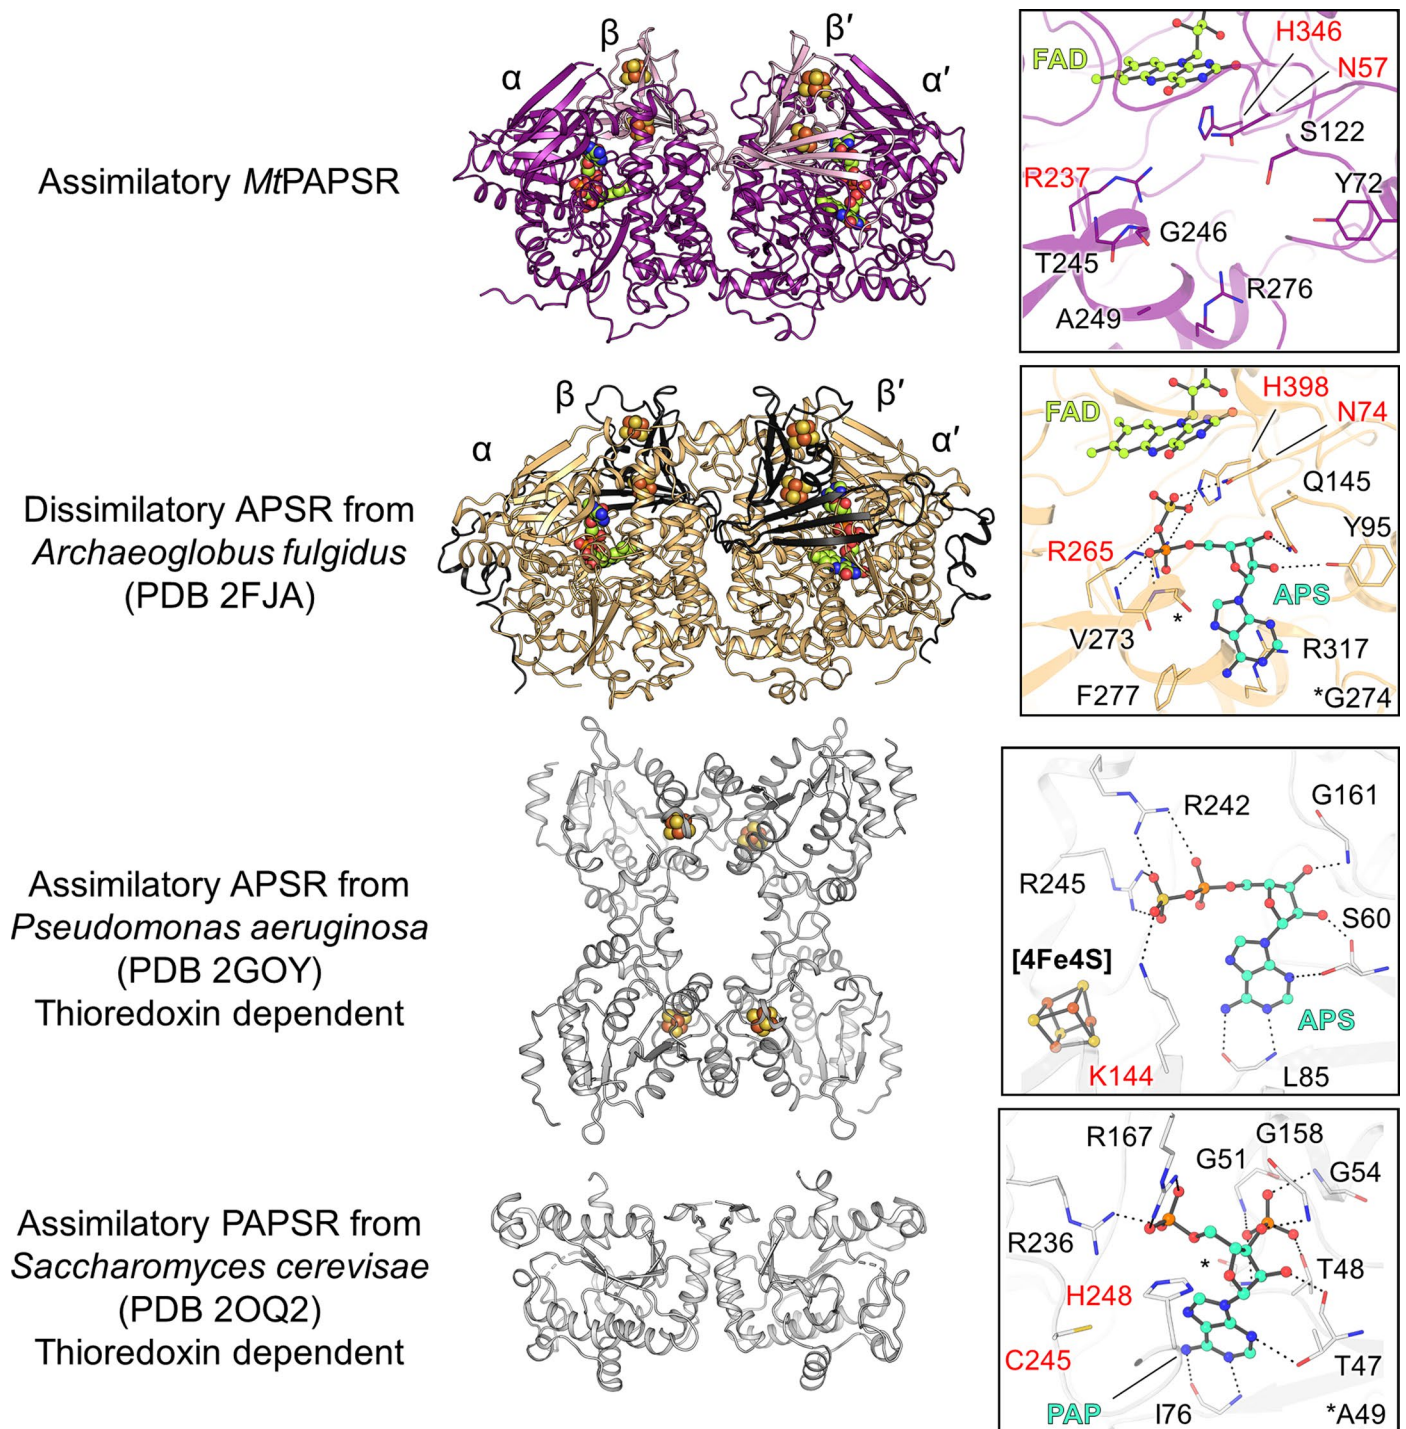 β
β′
α
α′
Assimilatory MtPAPSR
FAD
H346
N57
S122
Y72
R237
G246
T245
R276
A249
β
β′
α
α′
Dissimilatory APSR from
Archaeoglobus fulgidus
(PDB 2FJA)
FAD
H398
N74
Q145
Y95
*
R265
APS
*
V273
R317
F277
*G274
Assimilatory APSR from
Pseudomonas aeruginosa
(PDB 2GOY)
Thioredoxin dependent
R242
G161
R245
S60
[4Fe4S]
APS
K144
L85
Assimilatory PAPSR from
Saccharomyces cerevisae
(PDB 2OQ2)
Thioredoxin dependent
R167
G158
G51
G54
R236
*
T48
H248
C245
T47
PAP
I76
*A49